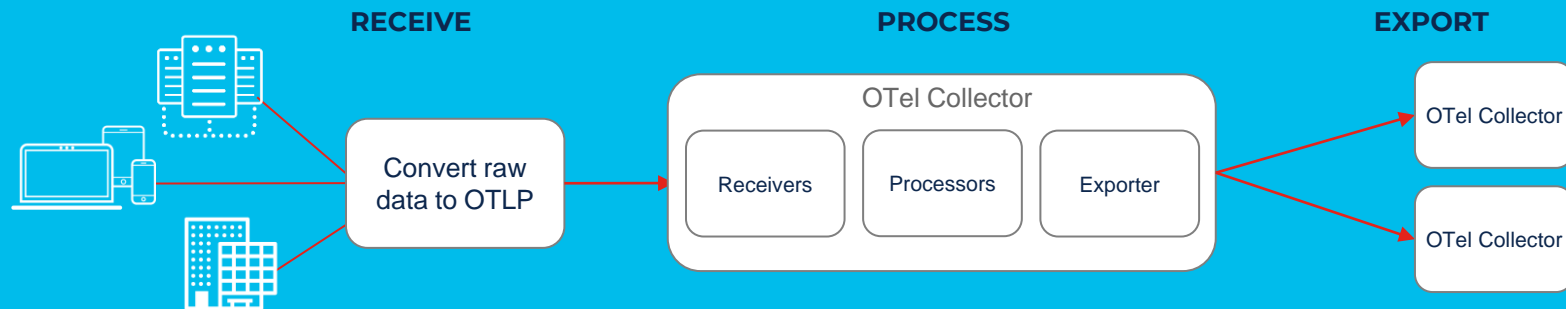 RECEIVE
PROCESS
EXPORT
Convert raw
data to OTLP
OTel Collector
Receivers
Processors
Exporter
OTel Collector
OTel Collector